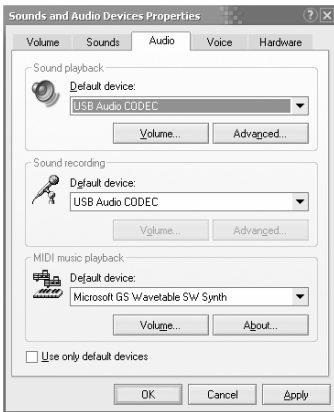 Sounds and Audio Devices Properties
Volume Sounds Audio Voice Hardware
Sound playback
Default device:
USB Audio CODEC
Volume... Advanced...
Sound recording
Default device:
USB Audio CODEC
Volume... Advanced...
MIDI music playback
Default device:
Microsoft GS Wavetable SW Synth
Volume... About...
Use only default devices
OK Cancel Apply